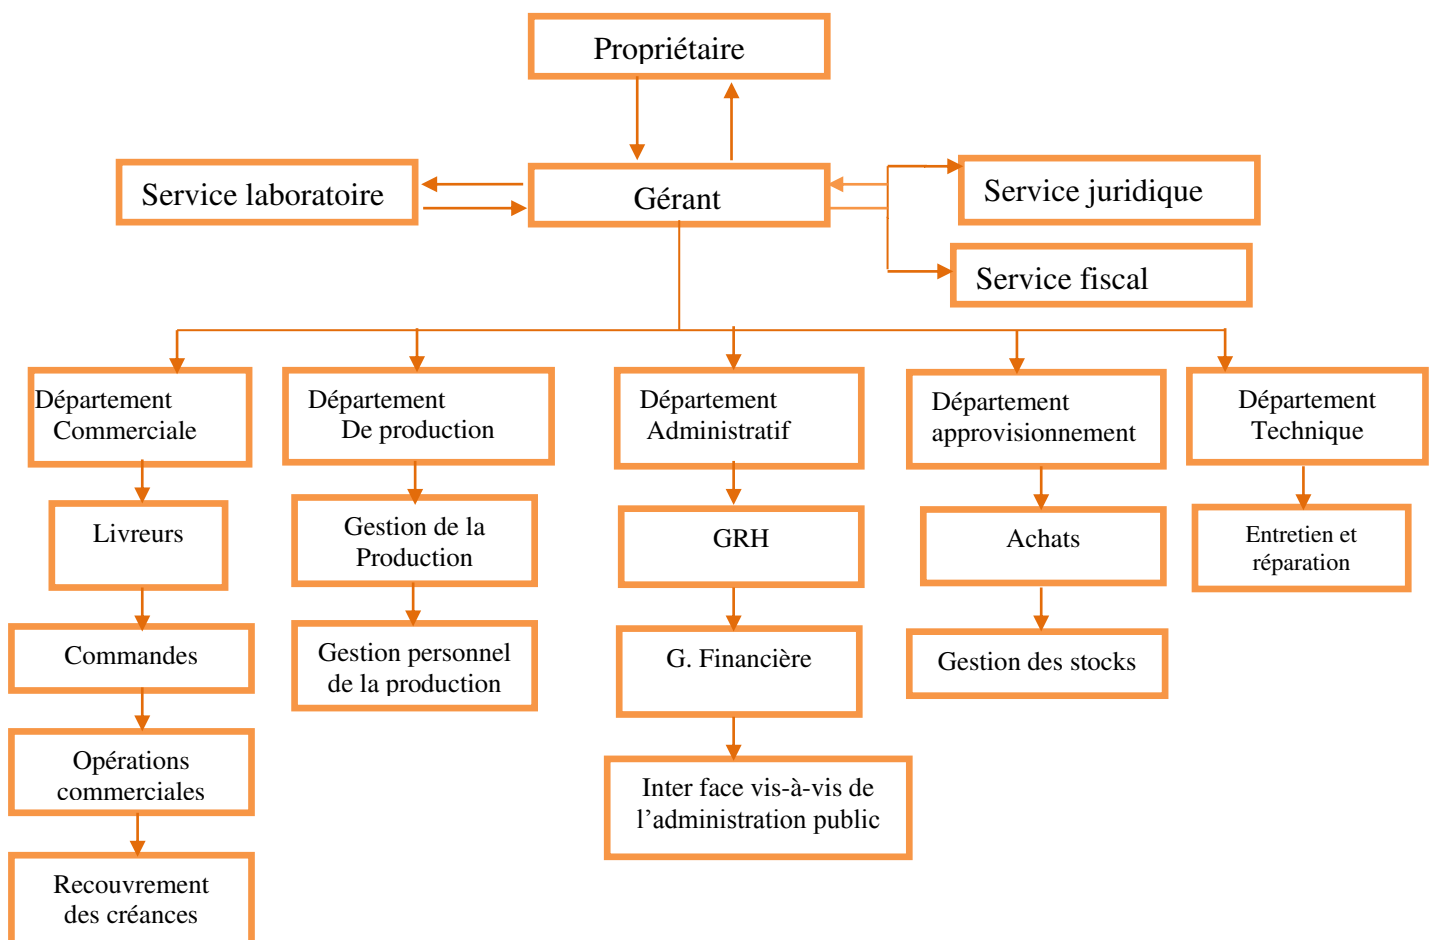 Propriétaire
Service laboratoire
Gérant
Service juridique
Service fiscal
Département
Commerciale
Département
De production
Département
Administratif
Département
approvisionnement
Département
Technique
Livreurs
Gestion de la
Production
GRH
Achats
Entretien et
réparation
Commandes
Gestion personnel
de la production
G. Financière
Gestion des stocks
Opérations
commerciales
Inter face vis-à-vis de
l’administration public
Recouvrement
des créances